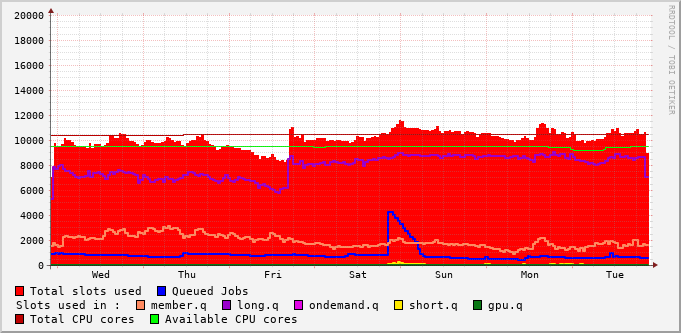 RRDTOOL / TOBI OETIKER
20000
18000
16000
14000
12000
10000
8000
6000
4000
2000
0
Wed Thu Fri Sat Sun Mon Tue
Total slots used Queued Jobs
Slots used in : member.q long.q ondemand.q short.q gpu.q
Total CPU cores Available CPU cores